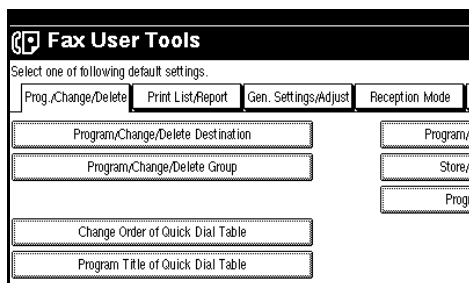 Fax User Tools
Select one of following default settings.
Prog./Change/Delete Print List/Report Gen. Settings/Adjust Reception Mode
Program/Change/Delete Destination Program/
Program/Change/Delete Group Store/
Prog
Change Order of Quick Dial Table
Program Title of Quick Dial Table